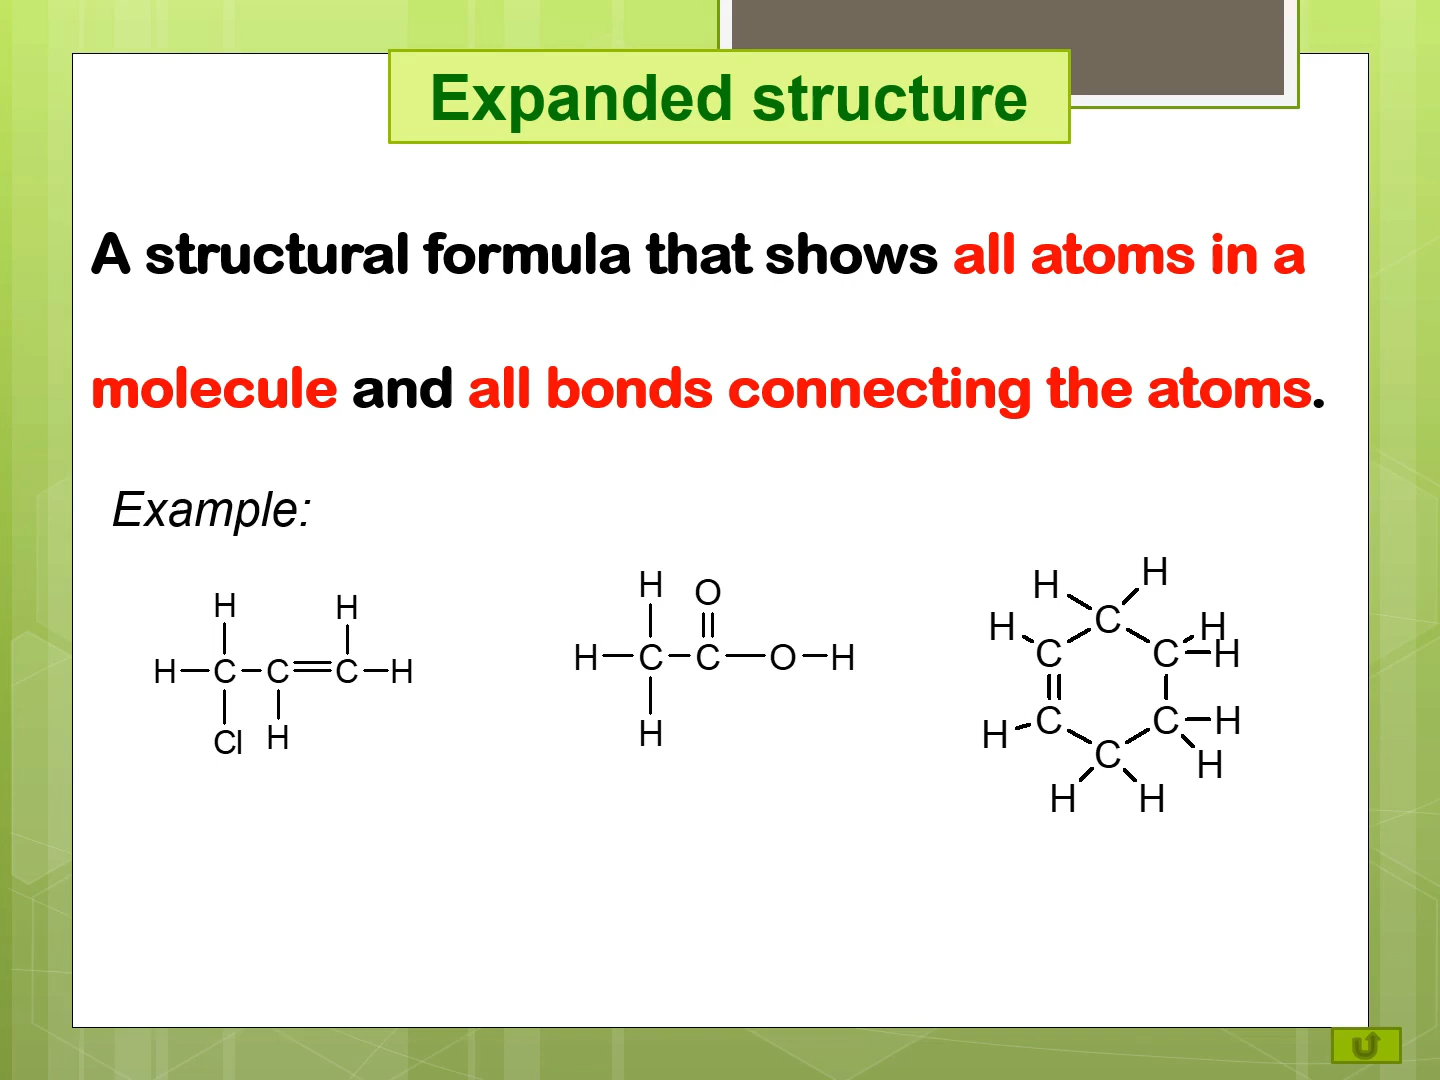 Expanded structure
A structural formula that shows all atoms in a
molecule and all bonds connecting the atoms.
Example:
H H
H C C C H
Cl H
H O
H C C O H
H
H H
H H
C
C C H
C C H
H
C H
H H